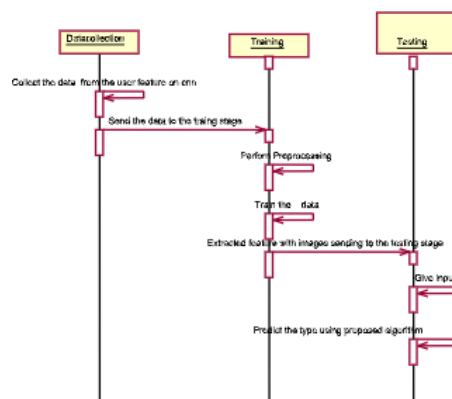 Datacollection
Training
Testing
Collect the data from the user feature on cnn
Send the data to the traing stage
Perform Preprocessing
Train the data
Extracted feature with images sending to the testing stage
Give inpu
Predict the type using proposed algorithm